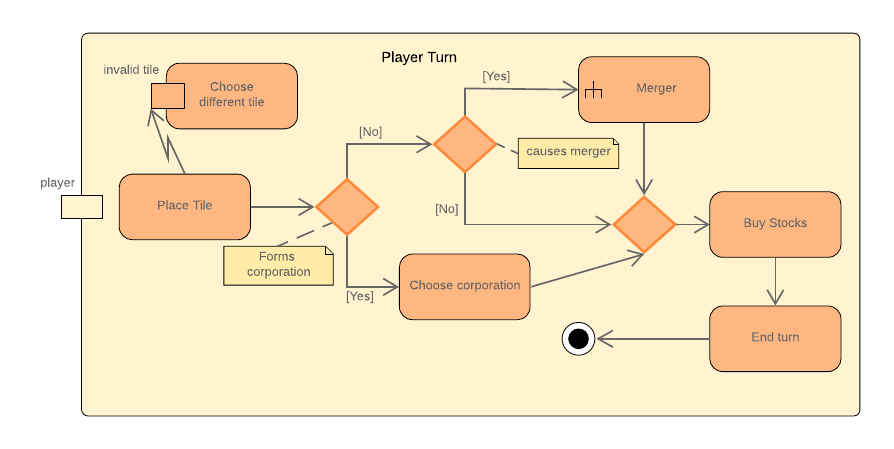 Player Turn
invalid tile
Choose
different tile
[Yes]
Merger
[No]
causes merger
player
Place Tile
[No]
Buy Stocks
Forms
corporation
Choose corporation
[Yes]
End turn